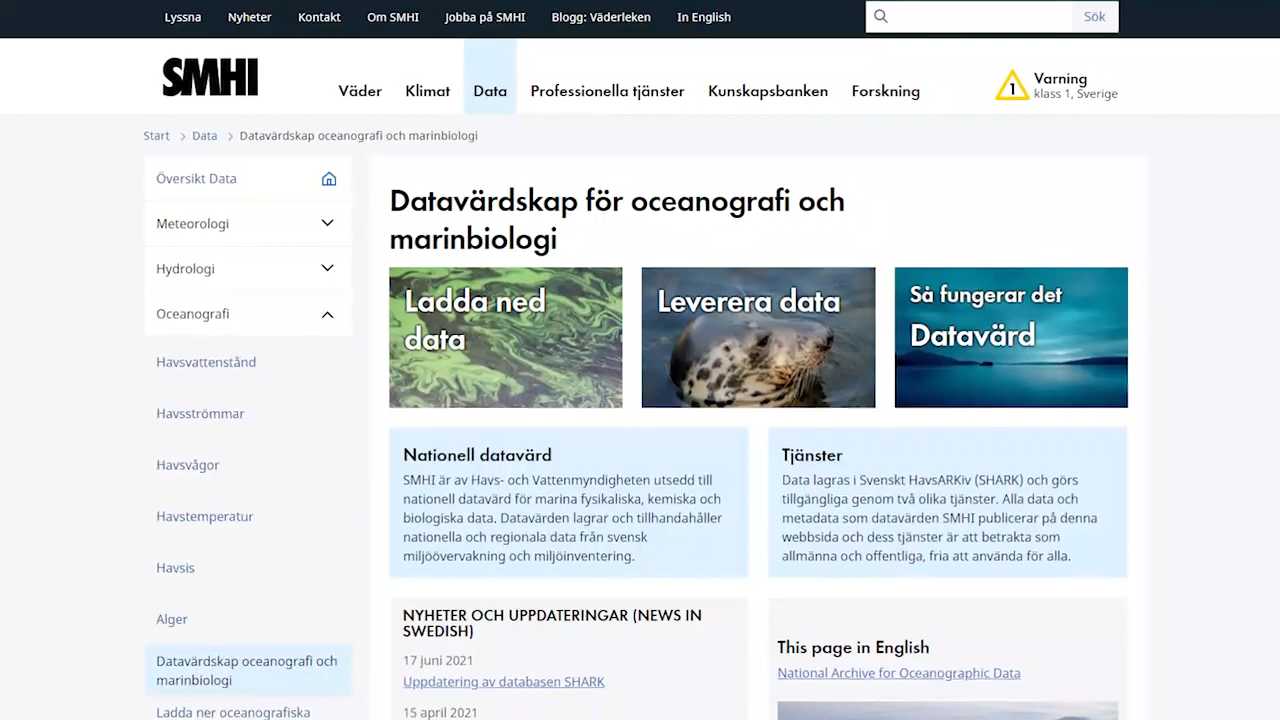 Lyssna Nyheter Kontakt Om SMHI Jobba på SMHI Blogg: Väderleken In English Sök
SMHI
Väder Klimat Data Professionella tjänster Kunskapsbanken Forskning
1 Varning
klass 1, Sverige
Start Data Datavärdskap oceanografi och marinbiologi
Översikt Data
Meteorologi
Hydrologi
Oceanografi
Havsvattenstånd
Havsströmmar
Havsvågor
Havstemperatur
Havsis
Alger
Datavärdskap oceanografi och
marinbiologi
Ladda ner oceanografiska
Datavärdskap för oceanografi och
marinbiologi
Ladda ned
data
Leverera data
Så fungerar det
Datavärd
Nationell datavärd
SMHI är av Havs- och Vattenmyndigheten utsedd till
nationell datavärd för marina fysikaliska, kemiska och
biologiska data. Datavärden lagrar och tillhandahåller
nationella och regionala data från svensk
miljöövervakning och miljöinventering.
Tjänster
Data lagras i Svenskt HavsARKiv (SHARK) och görs
tillgängliga genom två olika tjänster. Alla data och
metadata som datavärden SMHI publicerar på denna
webbsida och dess tjänster är att betrakta som
allmänna och offentliga, fria att använda för alla.
NYHETER OCH UPPDATERINGAR (NEWS IN
SWEDISH)
17 juni 2021
Uppdatering av databasen SHARK
15 april 2021
This page in English
National Archive for Oceanographic Data